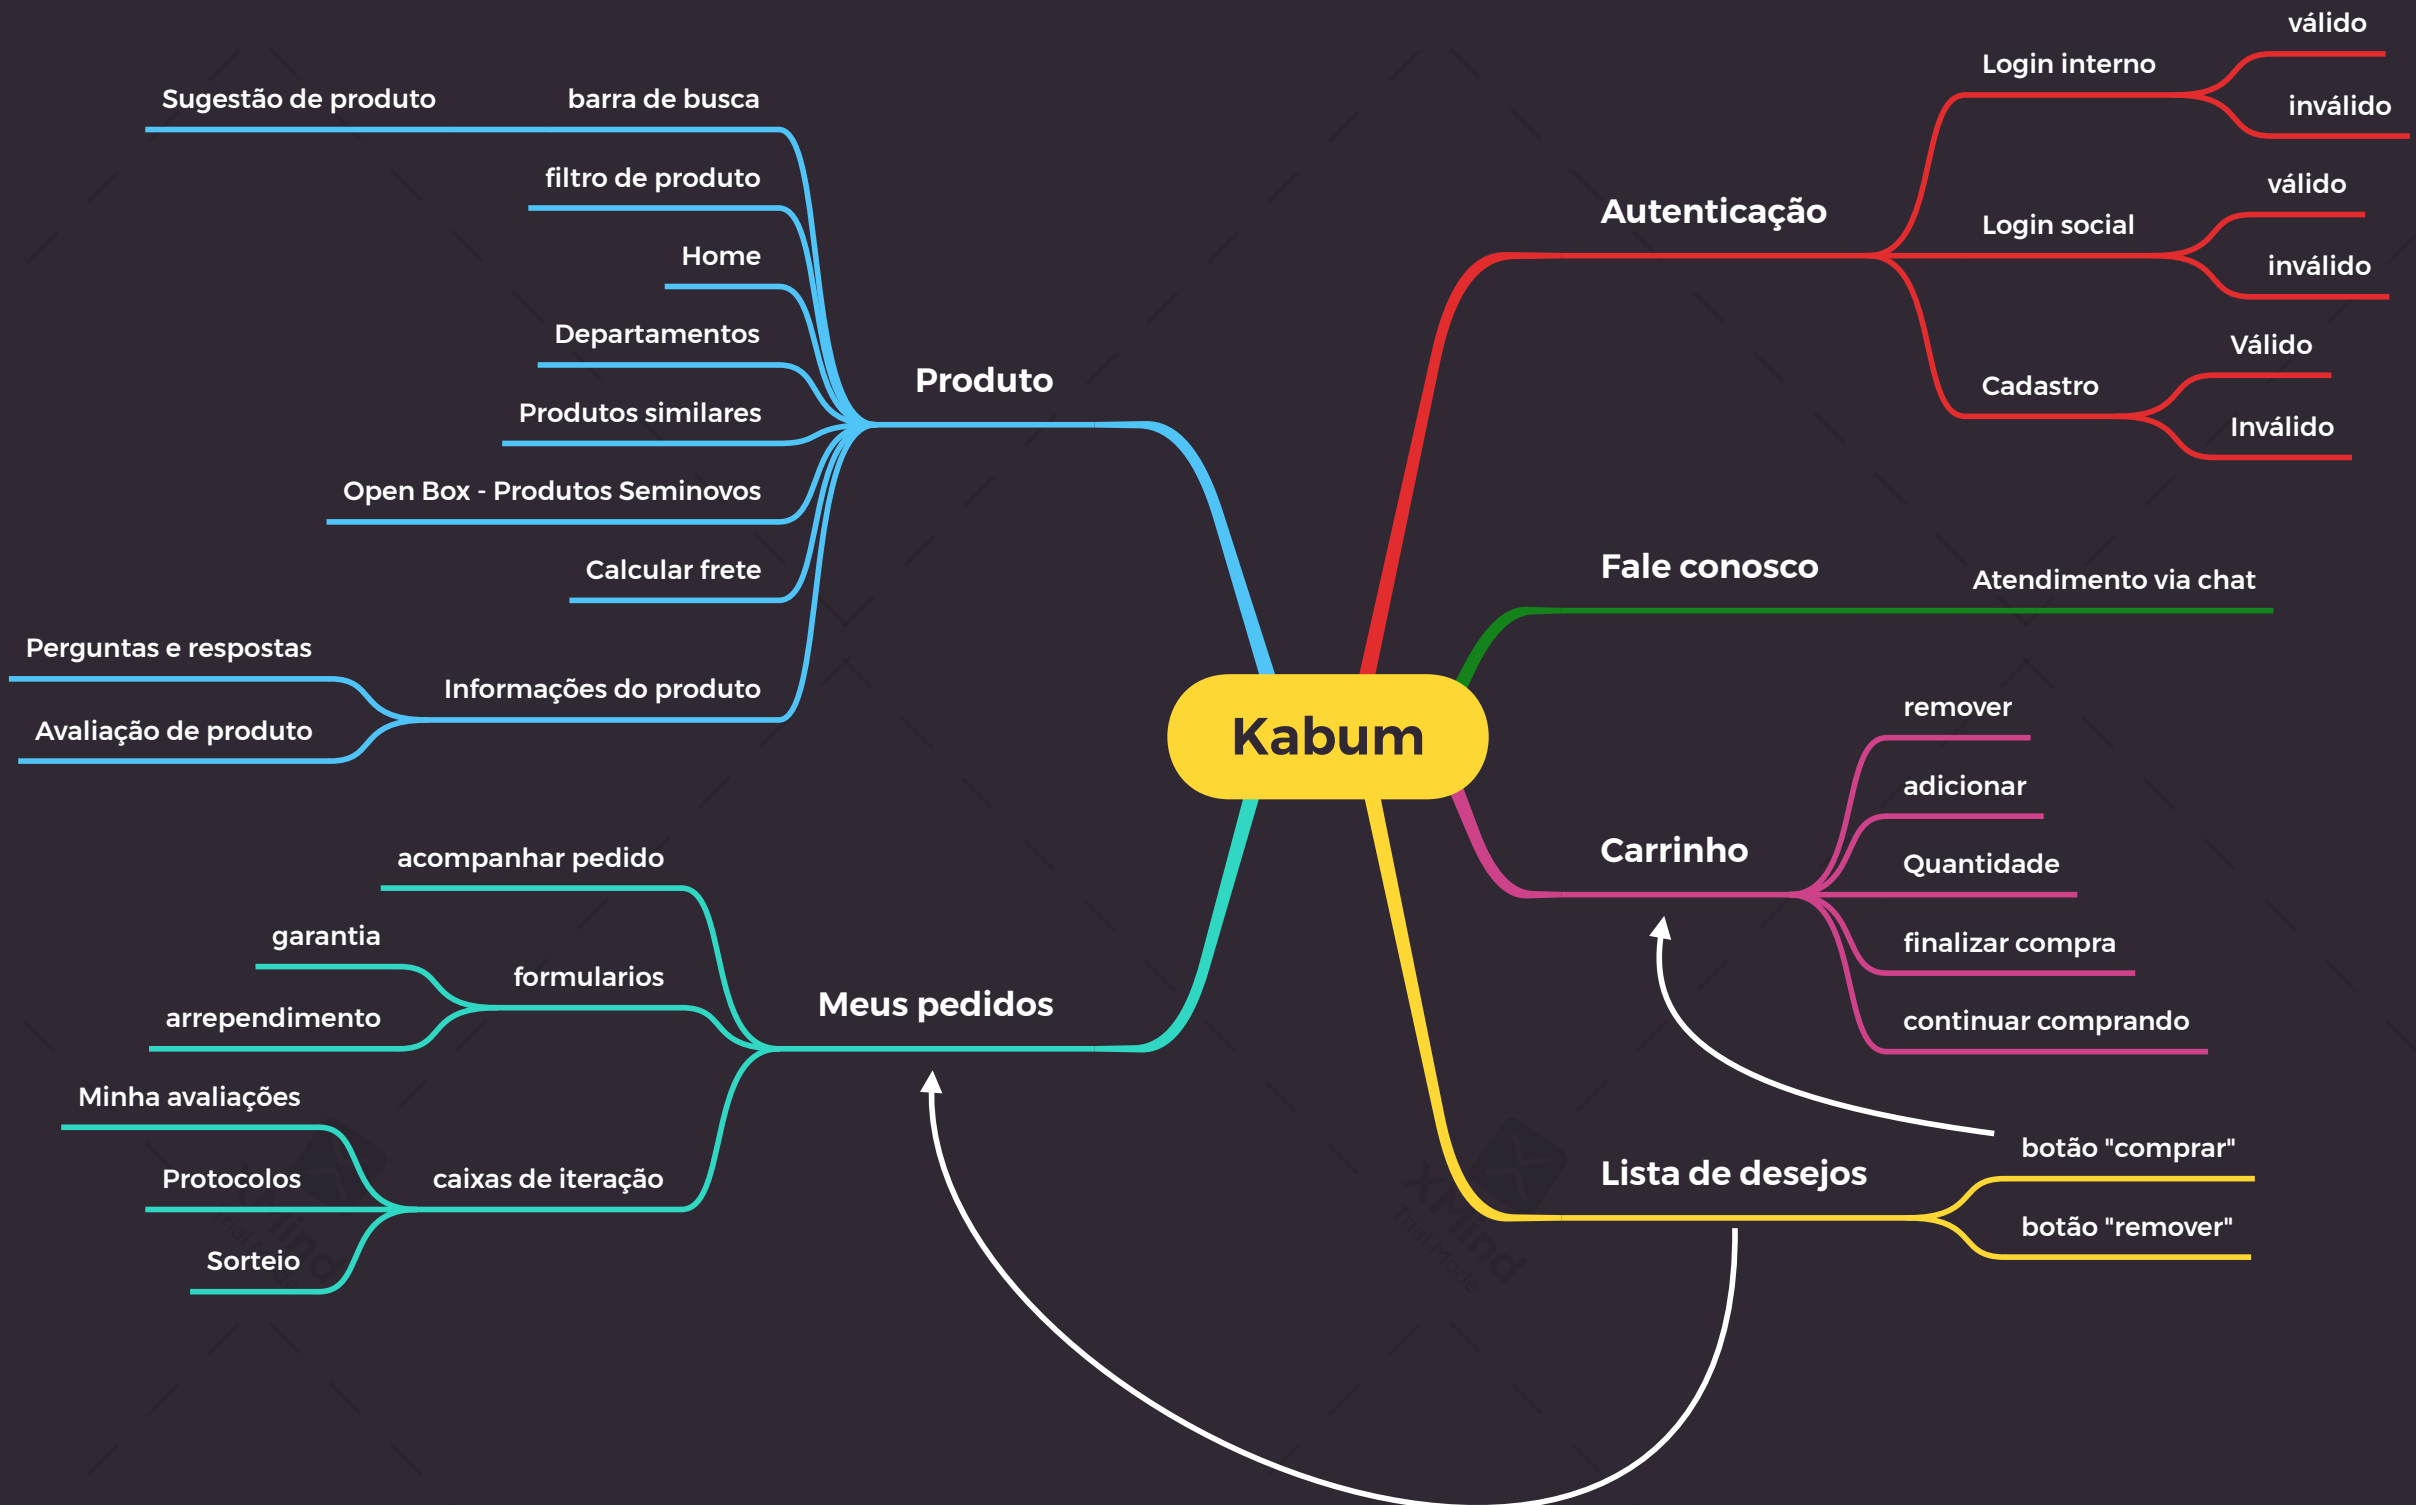 Kabum
Autenticação
Login interno
válido
inválido
Login social
válido
inválido
Cadastro
Válido
Inválido
Fale conosco
Atendimento via chat
Carrinho
remover
adicionar
Quantidade
finalizar compra
continuar comprando
Lista de desejos
botão "comprar"
botão "remover"
Produto
barra de busca
Sugestão de produto
filtro de produto
Home
Departamentos
Produtos similares
Open Box - Produtos Seminovos
Calcular frete
Informações do produto
Perguntas e respostas
Avaliação de produto
Meus pedidos
acompanhar pedido
formularios
garantia
arrependimento
caixas de iteração
Minha avaliações
Protocolos
Sorteio
XMind
Trial Mode